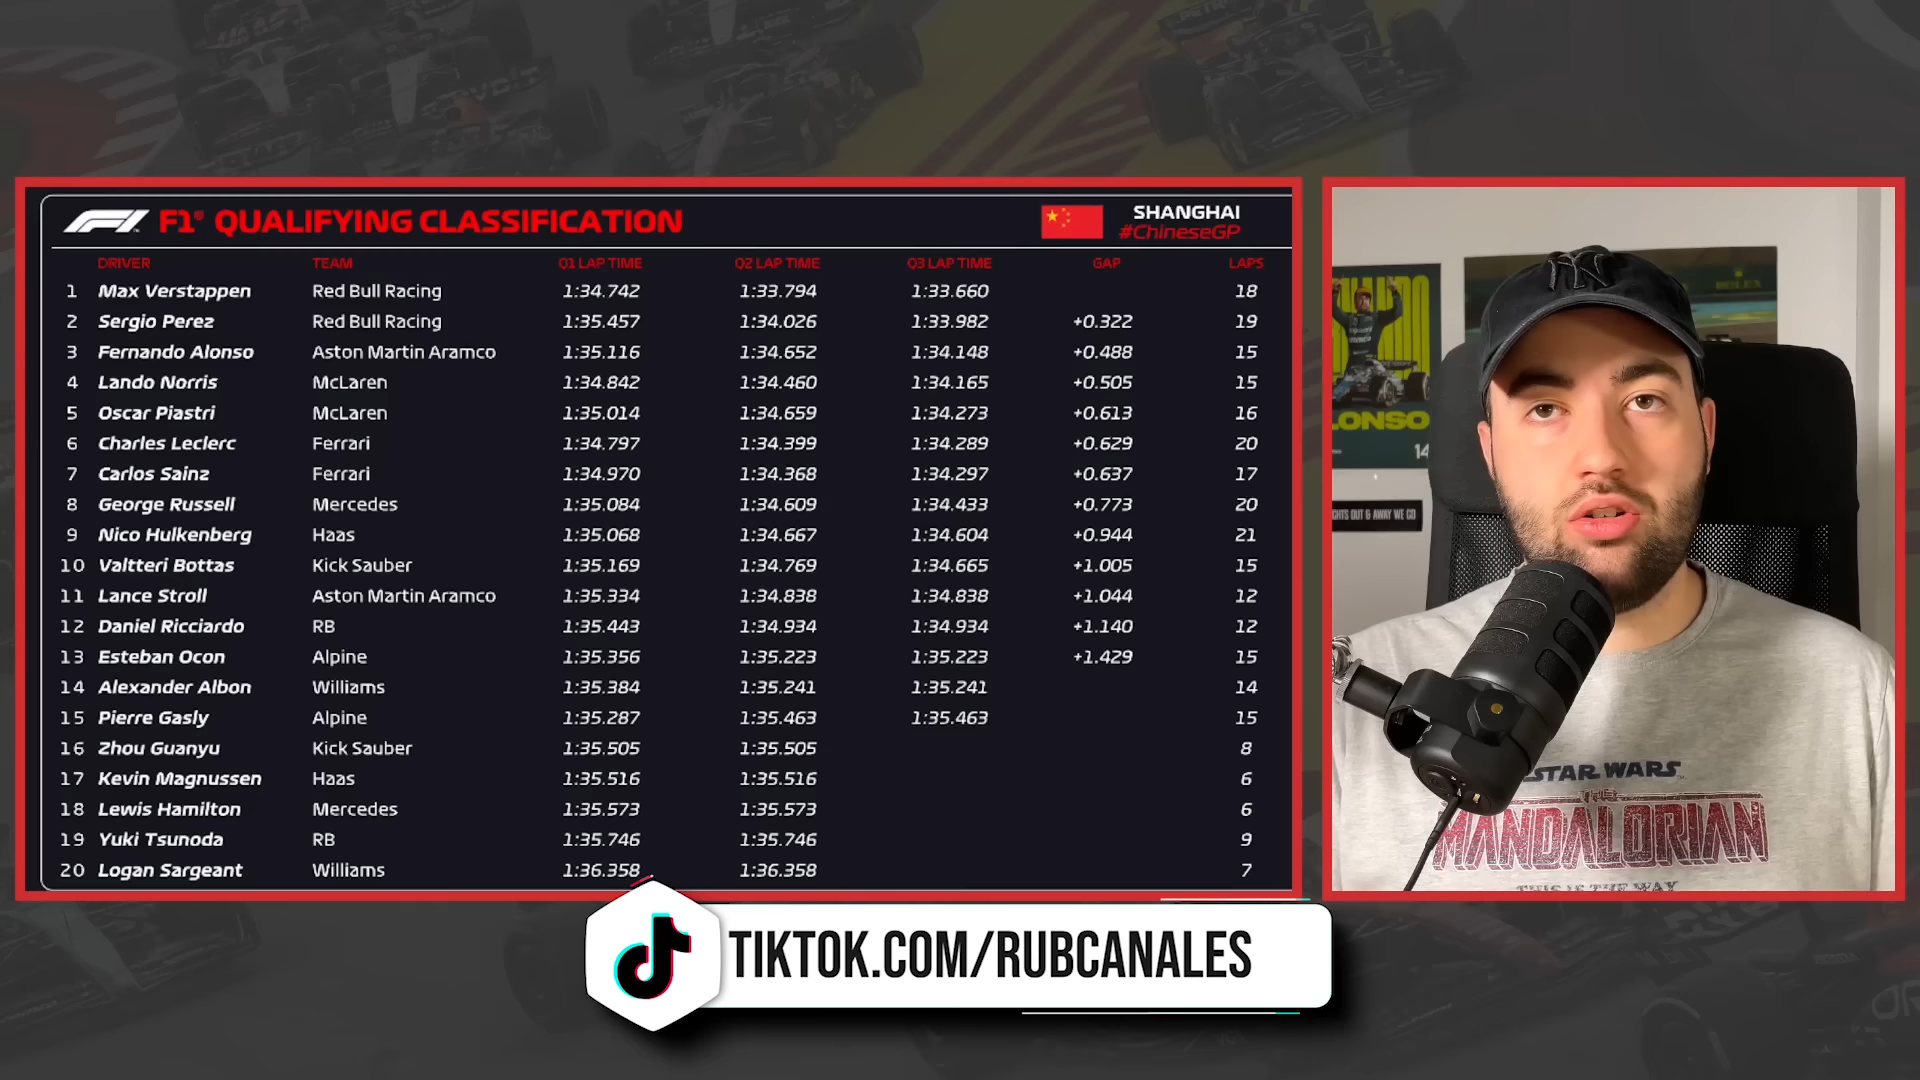 F1 F1® QUALIFYING CLASSIFICATION SHANGHAI
#ChineseGP
DRIVER TEAM Q1 LAP TIME Q2 LAP TIME Q3 LAP TIME GAP LAPS
1 Max Verstappen Red Bull Racing 1:34.742 1:33.794 1:33.660 18
2 Sergio Perez Red Bull Racing 1:35.457 1:34.026 1:33.982 +0.322 19
3 Fernando Alonso Aston Martin Aramco 1:35.116 1:34.652 1:34.148 +0.488 15
4 Lando Norris McLaren 1:34.842 1:34.460 1:34.165 +0.505 15
5 Oscar Piastri McLaren 1:35.014 1:34.659 1:34.273 +0.613 16
6 Charles Leclerc Ferrari 1:34.797 1:34.399 1:34.289 +0.629 20
7 Carlos Sainz Ferrari 1:34.970 1:34.368 1:34.297 +0.637 17
8 George Russell Mercedes 1:35.084 1:34.609 1:34.433 +0.773 20
9 Nico Hulkenberg Haas 1:35.068 1:34.667 1:34.604 +0.944 21
10 Valtteri Bottas Kick Sauber 1:35.169 1:34.769 1:34.665 +1.005 15
11 Lance Stroll Aston Martin Aramco 1:35.334 1:34.838 1:34.838 +1.044 12
12 Daniel Ricciardo RB 1:35.443 1:34.934 1:34.934 +1.140 12
13 Esteban Ocon Alpine 1:35.356 1:35.223 1:35.223 +1.429 15
14 Alexander Albon Williams 1:35.384 1:35.241 1:35.241 14
15 Pierre Gasly Alpine 1:35.287 1:35.463 1:35.463 15
16 Zhou Guanyu Kick Sauber 1:35.505 1:35.505 8
17 Kevin Magnussen Haas 1:35.516 1:35.516 6
18 Lewis Hamilton Mercedes 1:35.573 1:35.573 6
19 Yuki Tsunoda RB 1:35.746 1:35.746 9
20 Logan Sargeant Williams 1:36.358 1:36.358 7
ROLEX
LONSO
14
GHTS OUT & AWAY WE GO
NY
STAR WARS
THE
MANDALORIAN
THIS IS THE WAY
TIKTOK.COM/RUBCANALES